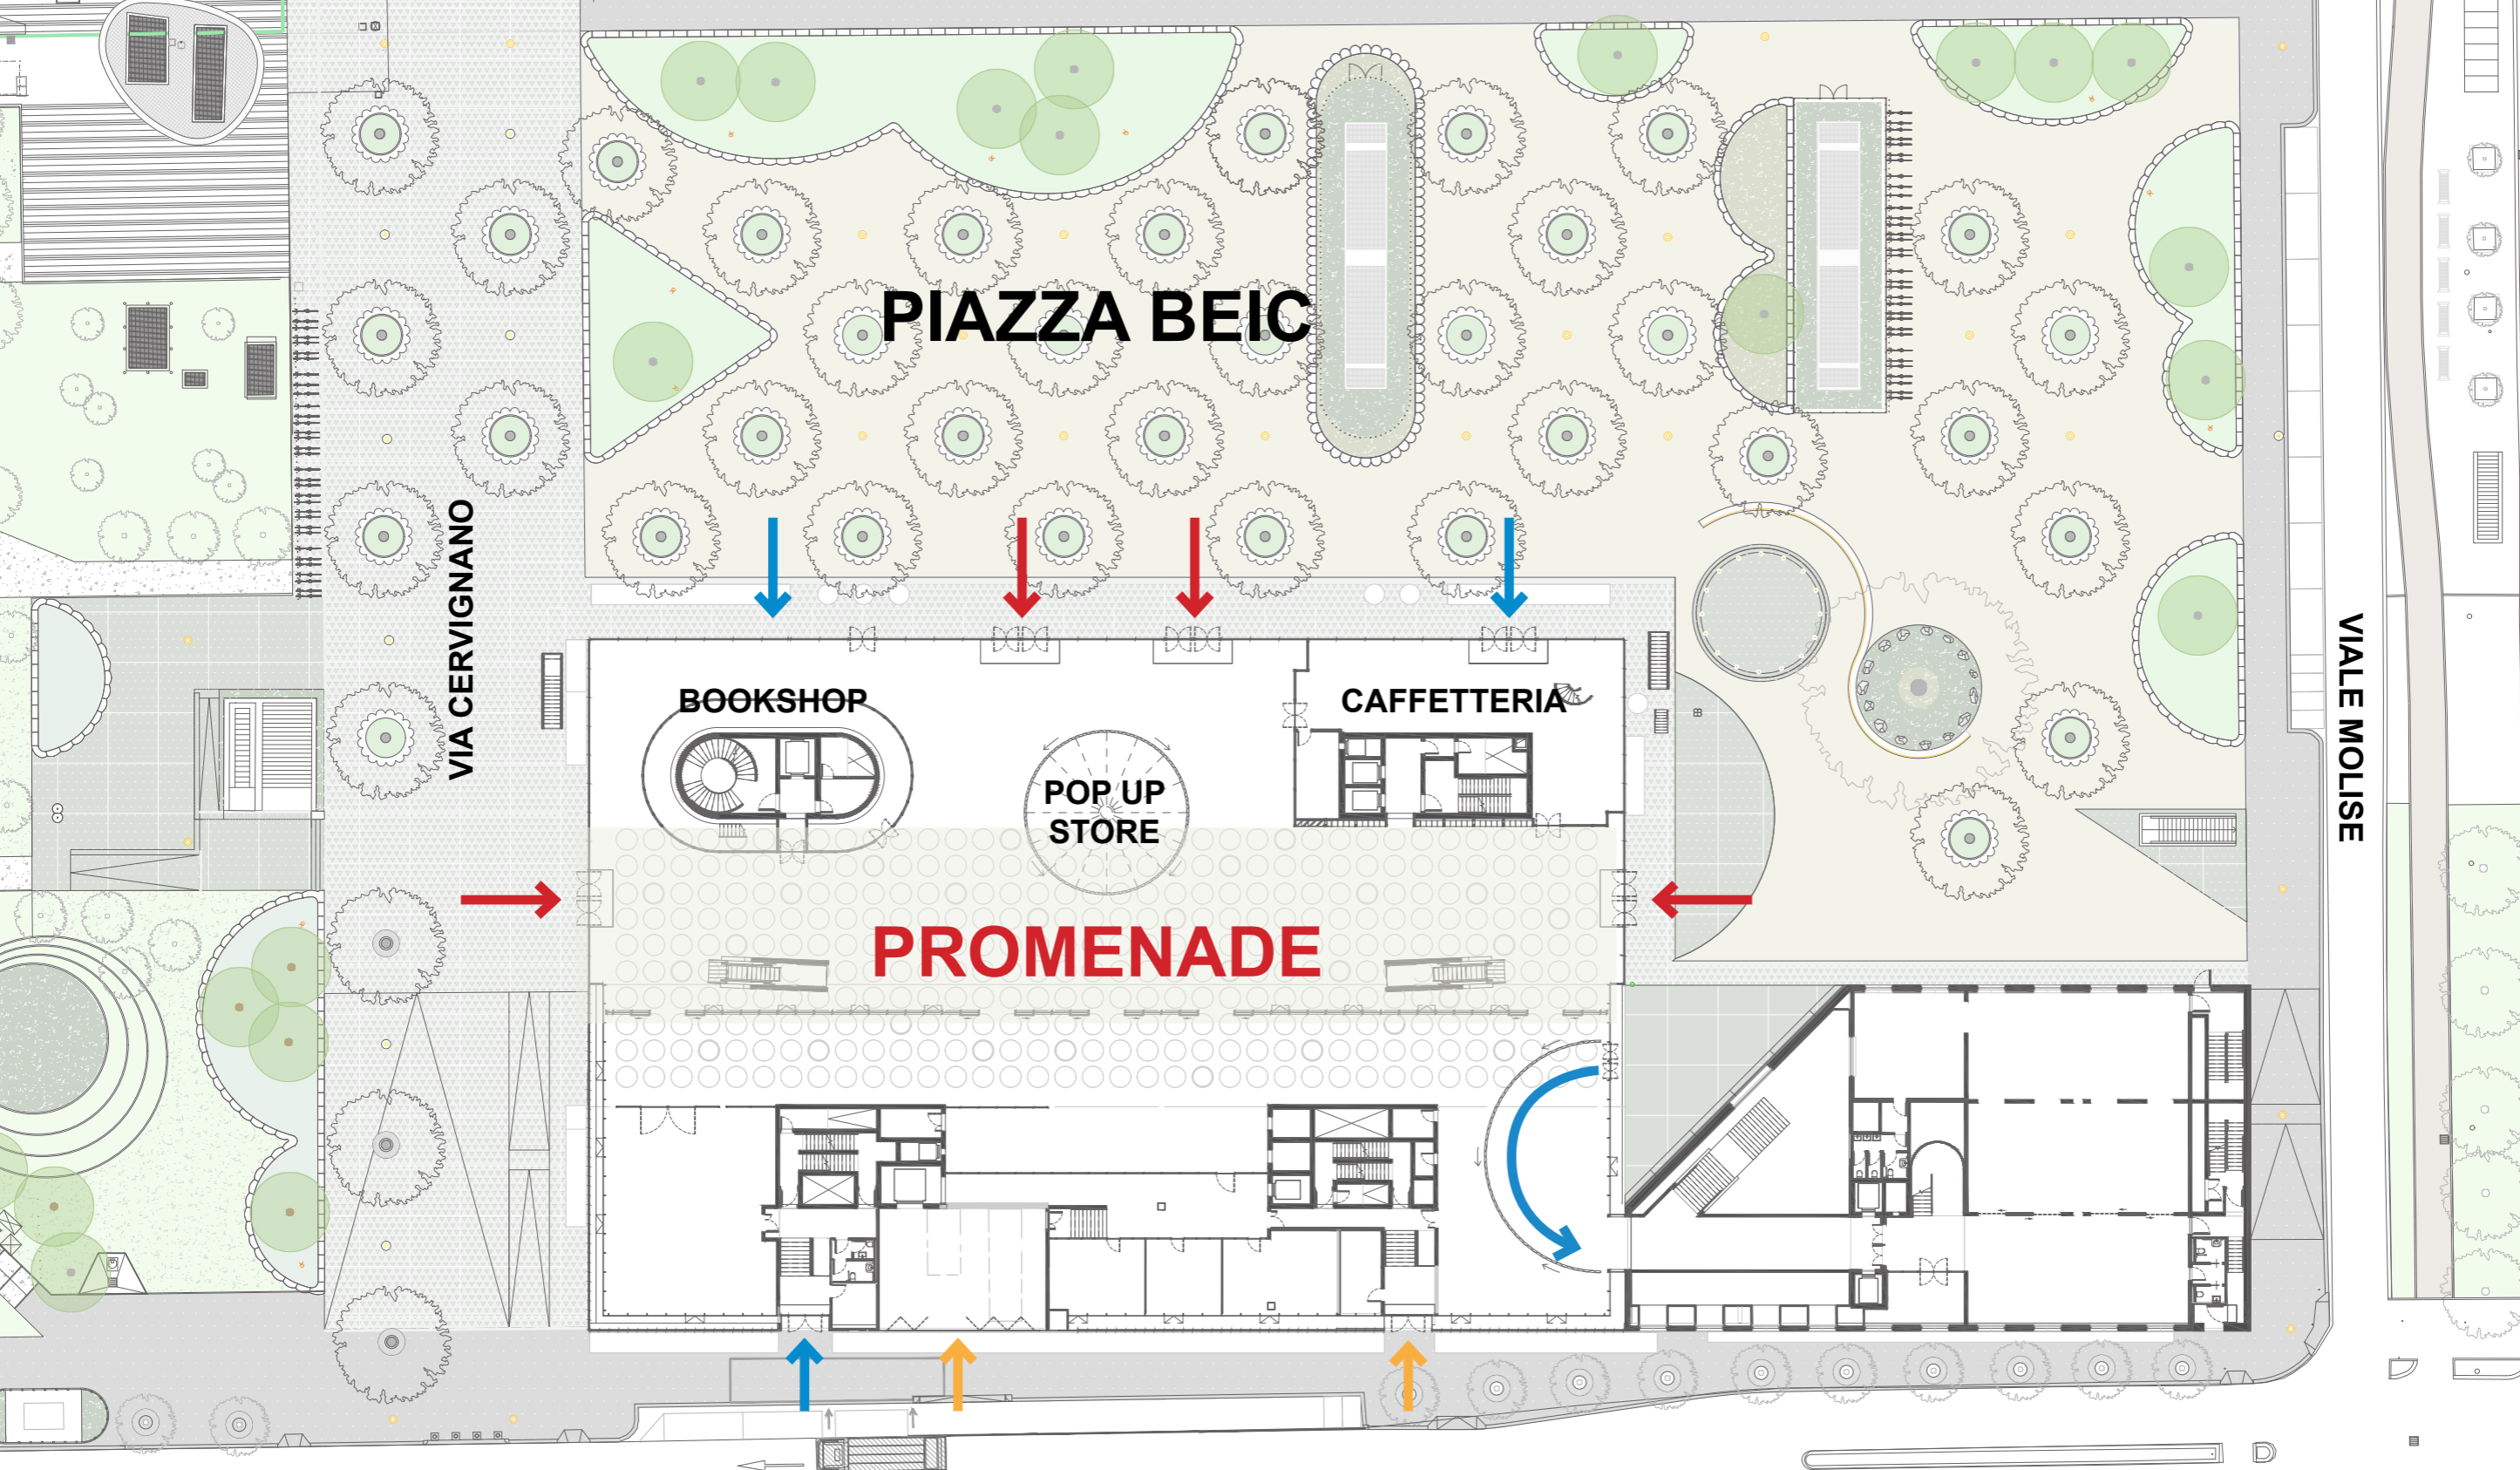 PIAZZA BEIC
VIA CERVIGNANO
VIALE MOLISE
BOOKSHOP
CAFFETTERIA
POP UP
STORE
PROMENADE